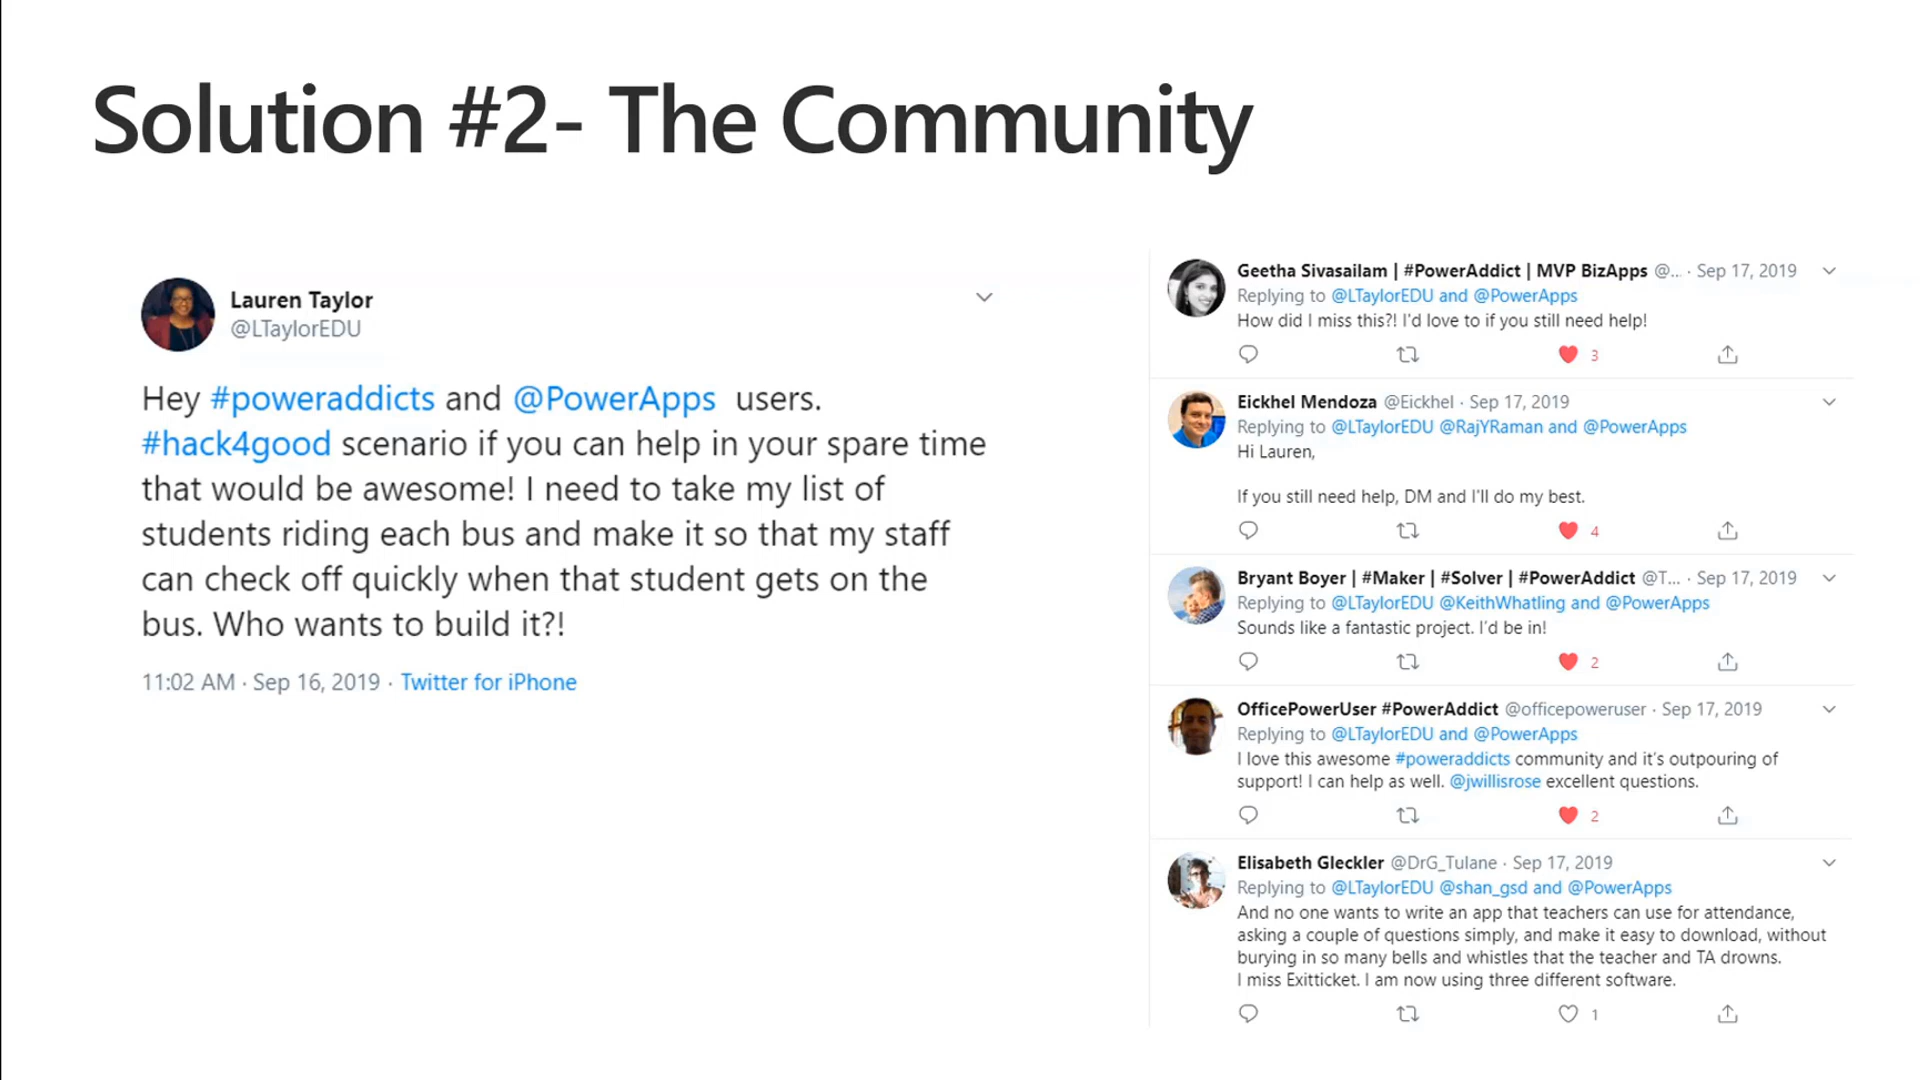 Solution #2- The Community
Lauren Taylor
@LTaylorEDU
Hey #poweraddicts and @PowerApps users.
#hack4good scenario if you can help in your spare time
that would be awesome! I need to take my list of
students riding each bus and make it so that my staff
can check off quickly when that student gets on the
bus. Who wants to build it?!
11:02 AM · Sep 16, 2019 · Twitter for iPhone
Geetha Sivasailam | #PowerAddict | MVP BizApps @... · Sep 17, 2019
Replying to @LTaylorEDU and @PowerApps
How did I miss this?! I'd love to if you still need help!
3
Eickhel Mendoza @Eickhel · Sep 17, 2019
Replying to @LTaylorEDU @RajYRaman and @PowerApps
Hi Lauren,
If you still need help, DM and I'll do my best.
4
Bryant Boyer | #Maker | #Solver | #PowerAddict @T... · Sep 17, 2019
Replying to @LTaylorEDU @KeithWhatling and @PowerApps
Sounds like a fantastic project. I'd be in!
2
OfficePowerUser #PowerAddict @officepoweruser · Sep 17, 2019
Replying to @LTaylorEDU and @PowerApps
I love this awesome #poweraddicts community and it's outpouring of
support! I can help as well. @jwillisrose excellent questions.
2
Elisabeth Gleckler @DrG_Tulane · Sep 17, 2019
Replying to @LTaylorEDU @shan_gsd and @PowerApps
And no one wants to write an app that teachers can use for attendance,
asking a couple of questions simply, and make it easy to download, without
burying in so many bells and whistles that the teacher and TA drowns.
I miss Exitticket. I am now using three different software.
1